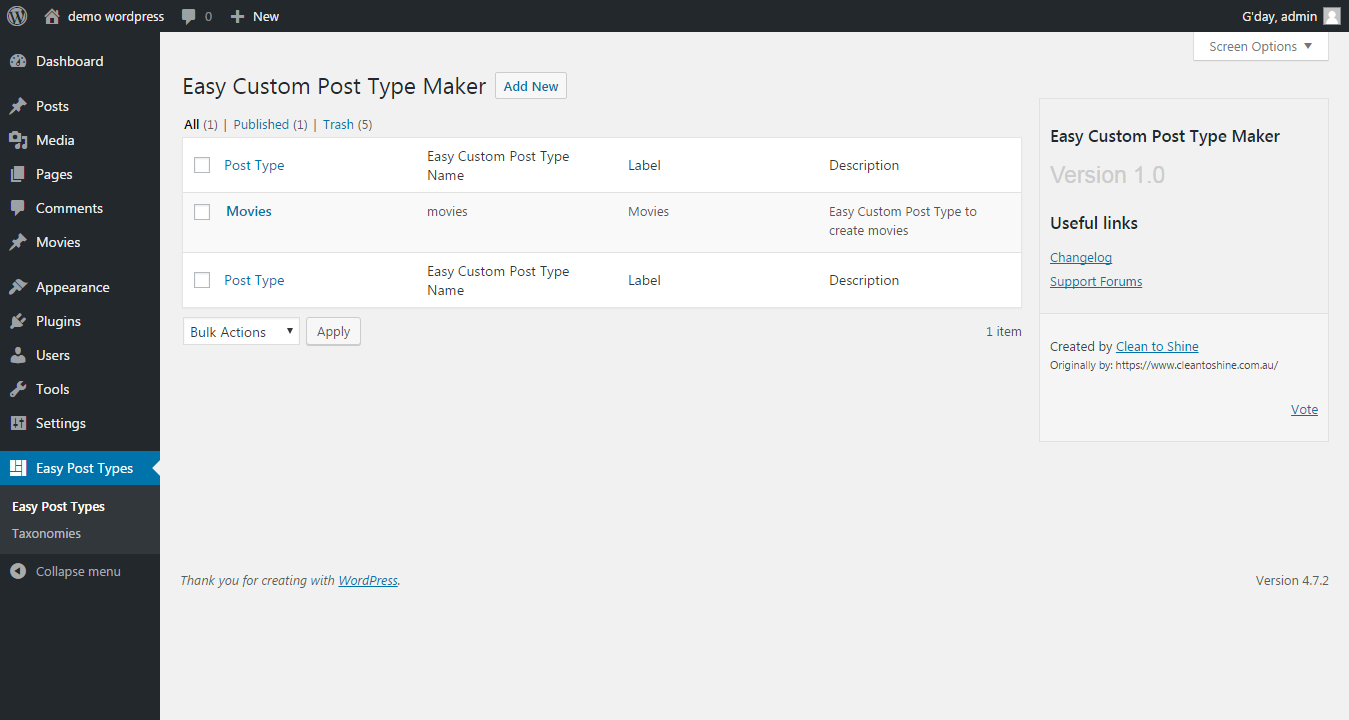 demo wordpress 0 New G'day, admin
Screen Options
Dashboard
Posts
Media
Pages
Comments
Movies
Appearance
Plugins
Users
Tools
Settings
Easy Post Types
Easy Post Types
Taxonomies
Collapse menu
Easy Custom Post Type Maker Add New
All (1) | Published (1) | Trash (5)
Post Type Easy Custom Post Type Label Description
Name
Movies movies Movies Easy Custom Post Type to
create movies
Post Type Easy Custom Post Type Label Description
Name
Bulk Actions Apply 1 item
Easy Custom Post Type Maker
Version 1.0
Useful links
Changelog
Support Forums
Created by Clean to Shine
Originally by: https://www.cleantoshine.com.au/
Vote
Thank you for creating with WordPress. Version 4.7.2